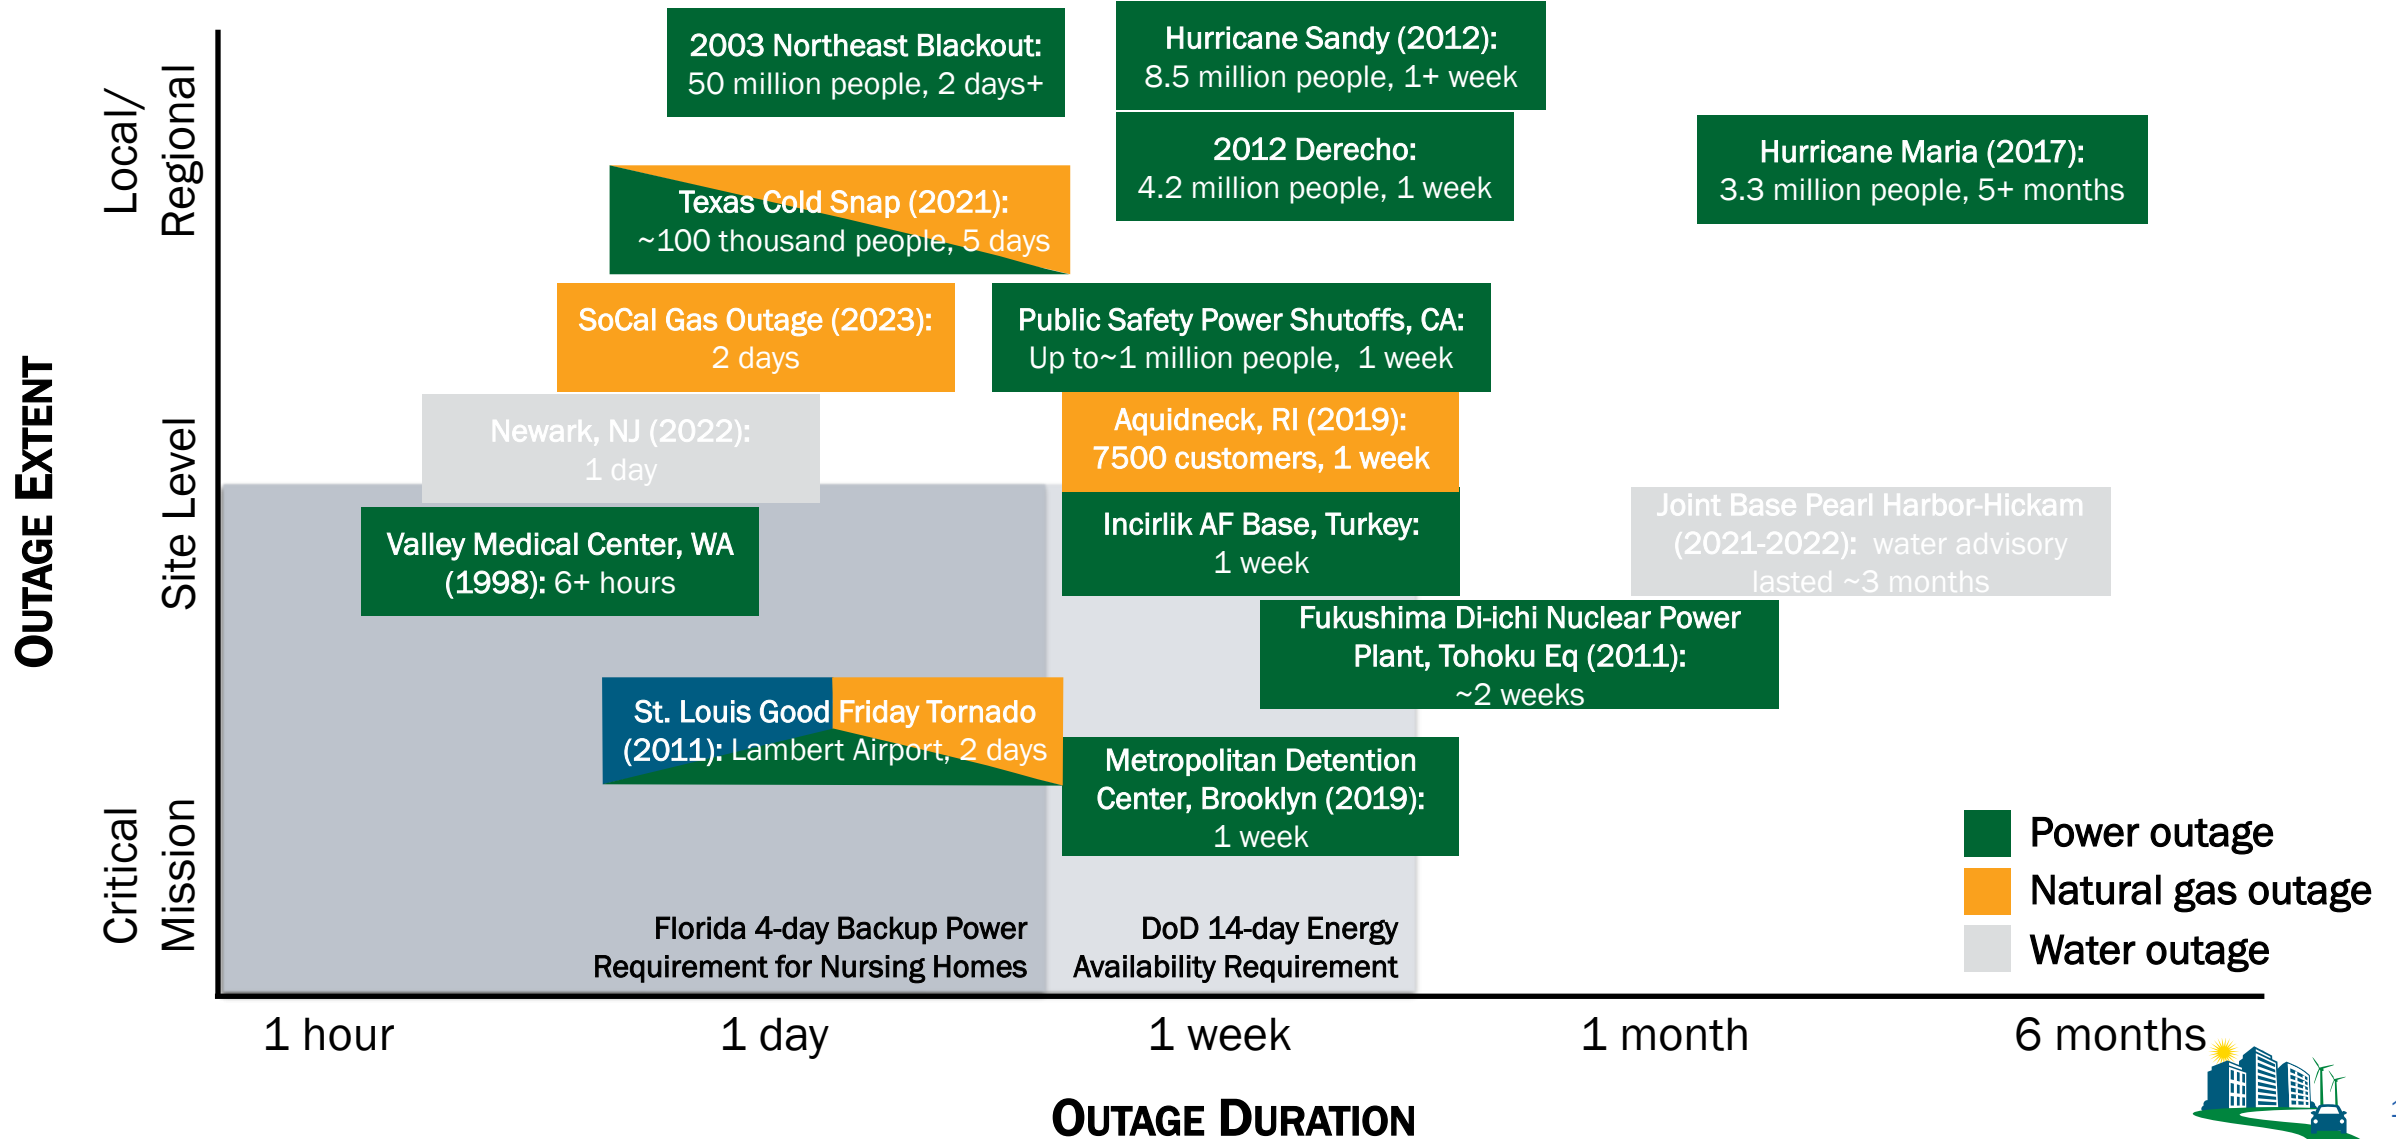 2003 Northeast Blackout:
50 million people, 2 days+
Hurricane Sandy (2012):
8.5 million people, 1+ week
2012 Derecho:
4.2 million people, 1 week
Hurricane Maria (2017):
3.3 million people, 5+ months
Local/
Regional
Texas Cold Snap (2021):
~100 thousand people, 5 days
SoCal Gas Outage (2023):
2 days
Public Safety Power Shutoffs, CA:
Up to~1 million people,  1 week
OUTAGE EXTENT
Newark, NJ (2022):
1 day
Aquidneck, RI (2019):
7500 customers, 1 week
Site Level
Valley Medical Center, WA
(1998): 6+ hours
Incirlik AF Base, Turkey:
1 week
Joint Base Pearl Harbor-Hickam
(2021-2022):  water advisory
lasted ~3 months
Fukushima Di-ichi Nuclear Power
Plant, Tohoku Eq (2011):
~2 weeks
St. Louis Good Friday Tornado
(2011): Lambert Airport, 2 days
Metropolitan Detention
Center, Brooklyn (2019):
1 week
Critical
Mission
Florida 4-day Backup Power
Requirement for Nursing Homes
DoD 14-day Energy
Availability Requirement
Power outage
Natural gas outage
Water outage
1 hour
1 day
1 week
1 month
6 months
OUTAGE DURATION